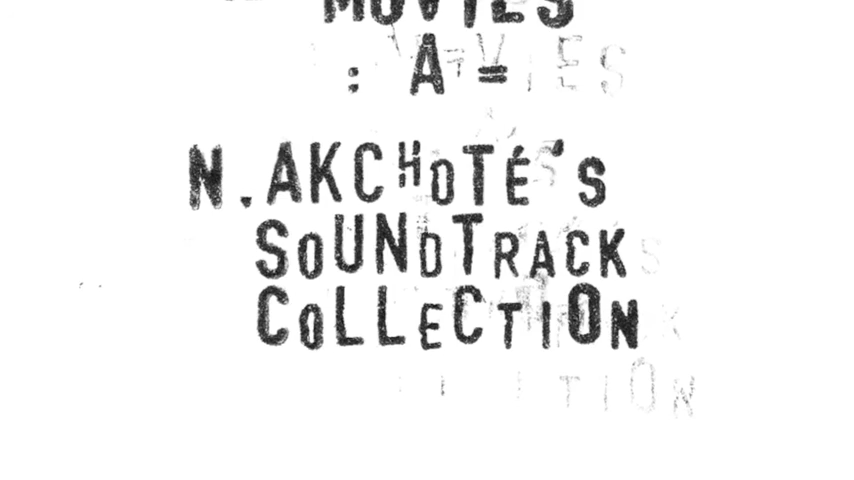 MOVIES
: A =
N.AKCHOTÉ's
SoUNDTRACK
COLLECTION